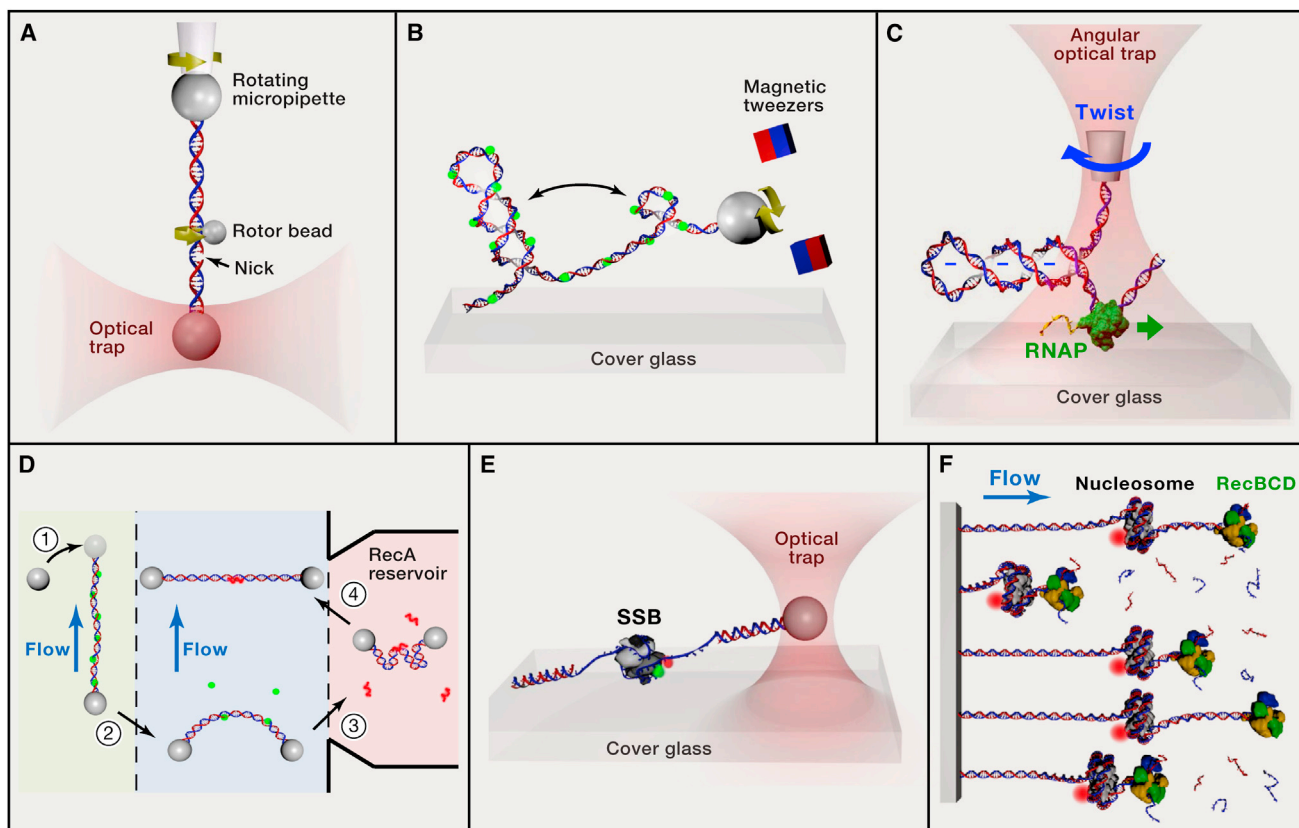 A
Rotating
micropipette
Rotor bead
Nick
Optical
trap
B
Magnetic
tweezers
Cover glass
C
Angular
optical trap
Twist
− − −
RNAP
Cover glass
D
1
Flow
2
Flow
4
3
RecA
reservoir
E
Optical
trap
SSB
Cover glass
F
Flow
Nucleosome
RecBCD